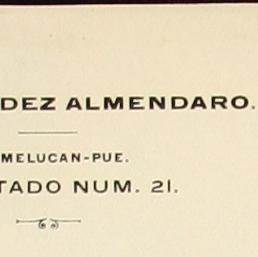 DEZ ALMENDARO.
MELUCAN-PUE.
TADO NUM. 21.